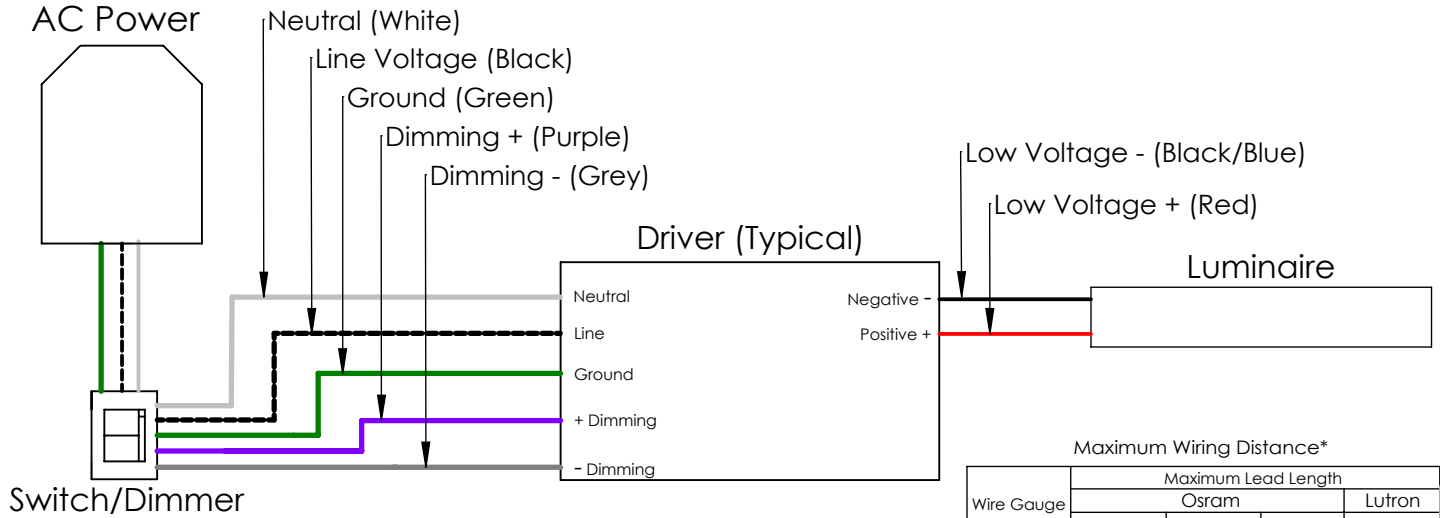 AC Power
Neutral (White)
Line Voltage (Black)
Ground (Green)
Dimming + (Purple)
Dimming - (Grey)
Low Voltage - (Black/Blue)
Low Voltage + (Red)
Driver (Typical)
Luminaire
Neutral
Line
Ground
+ Dimming
- Dimming
Negative -
Positive +
Switch/Dimmer
Maximum Wiring Distance*
Maximum Lead Length
Wire Gauge
Osram
Lutron